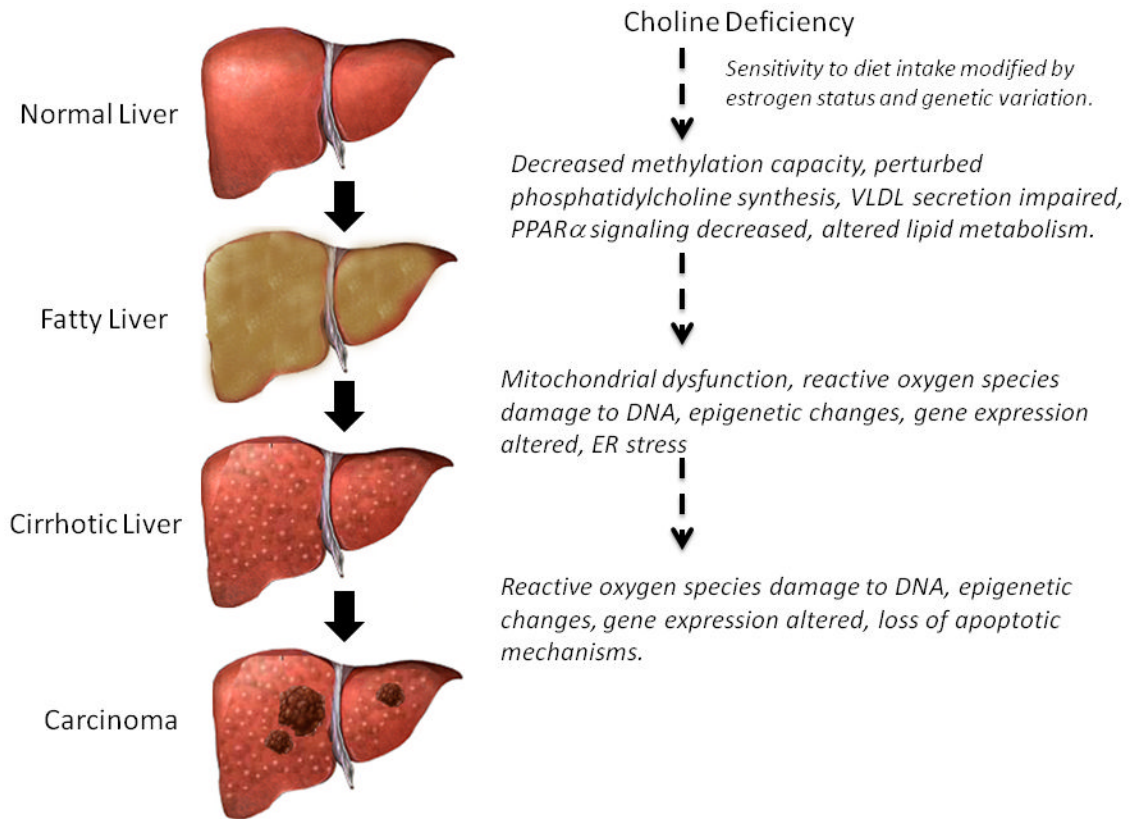 Normal Liver
Fatty Liver
Cirrhotic Liver
Carcinoma
Choline Deficiency
Sensitivity to diet intake modified by
estrogen status and genetic variation.
Decreased methylation capacity, perturbed
phosphatidylcholine synthesis, VLDL secretion impaired,
PPARα signaling decreased, altered lipid metabolism.
Mitochondrial dysfunction, reactive oxygen species
damage to DNA, epigenetic changes, gene expression
altered, ER stress
Reactive oxygen species damage to DNA, epigenetic
changes, gene expression altered, loss of apoptotic
mechanisms.